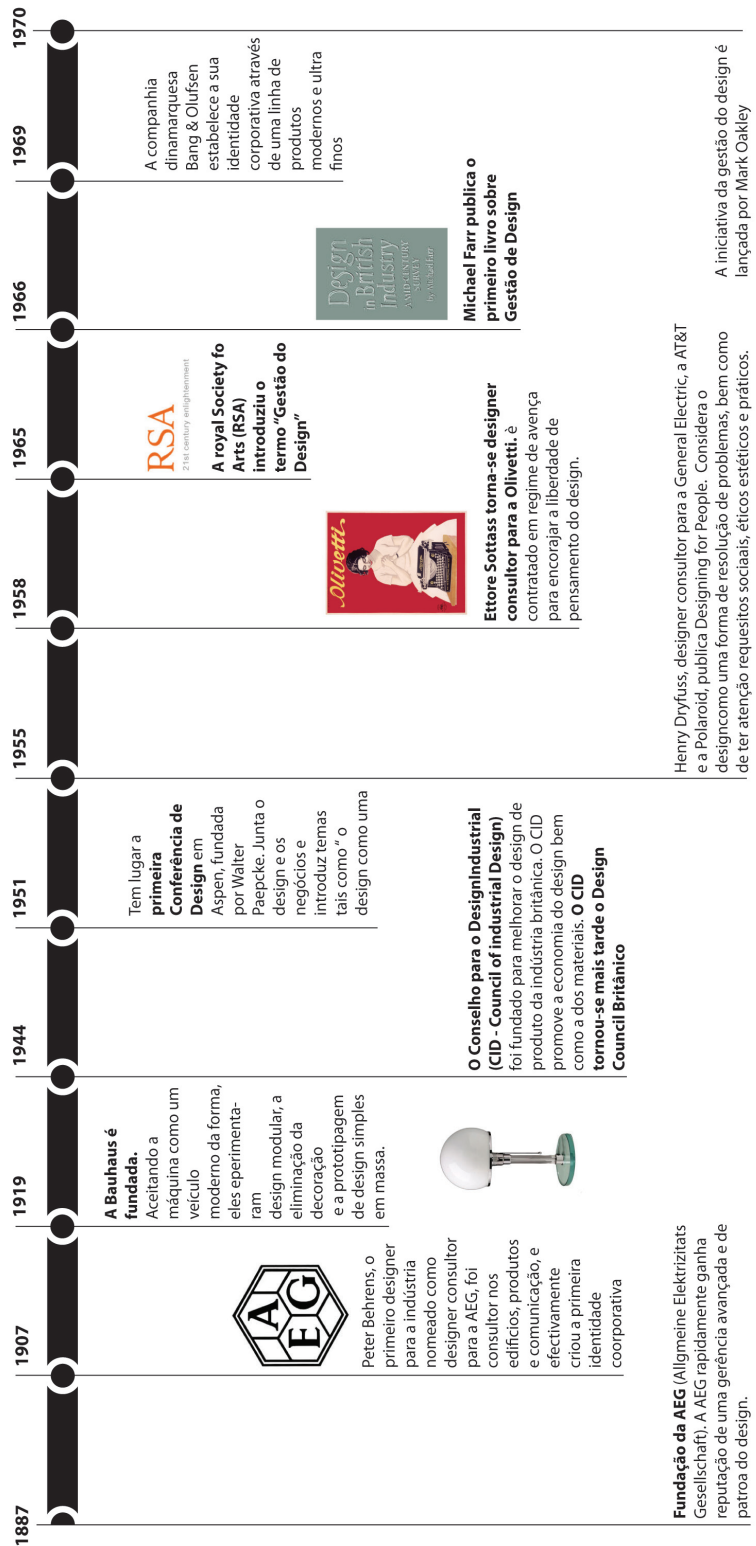 1887
1907
1919
1944
1951
1955
1958
1965
1966
1969
1970
Fundação da AEG (Allgmeine Elektrizitats
Gesellschaft). A AEG rapidamente ganha
reputação de uma gerência avançada e de
patroa do design.
A
E G
Peter Behrens, o
primeiro designer
para a indústria
nomeado como
designer consultor
para a AEG, foi
consultor nos
edifícios, produtos
e comunicação, e
efectivamente
criou a primeira
identidade
coorporativa
A Bauhaus é
fundada.
Aceitando a
máquina como um
veículo
moderno da forma,
eles eperimenta-
ram
design modular, a
eliminação da
decoração
e a prototipagem
de design simples
em massa.
O Conselho para o DesignIndustrial
(CID - Council of industrial Design)
foi fundado para melhorar o design de
produto da indústria britânica. O CID
promove a economia do design bem
como a dos materiais. O CID
tornou-se mais tarde o Design
Council Britânico
Tem lugar a
primeira
Conferência de
Design em
Aspen, fundada
por Walter
Paepcke. Junta o
design e os
negócios e
introduz temas
tais como “ o
design como uma
Henry Dryfuss, designer consultor para a General Electric, a AT&T
e a Polaroid, publica Designing for People. Considera o
designcomo uma forma de resolução de problemas, bem como
de ter atenção requesitos sociaais, éticos estéticos e práticos.
Olivetti
Ettore Sottass torna-se designer
consultor para a Olivetti. è
contratado em regime de avença
para encorajar a liberdade de
pensamento do design.
RSA
21st century enlightenment
A royal Society fo
Arts (RSA)
introduziu o
termo “Gestão do
Design”
Design
in British
Industry
A MID-CENTURY
SURVEY
by Michael Farr
Michael Farr publica o
primeiro livro sobre
Gestão de Design
A companhia
dinamarquesa
Bang & Olufsen
estabelece a sua
identidade
corporativa através
de uma linha de
produtos
modernos e ultra
finos
A iniciativa da gestão do design é
lançada por Mark Oakley